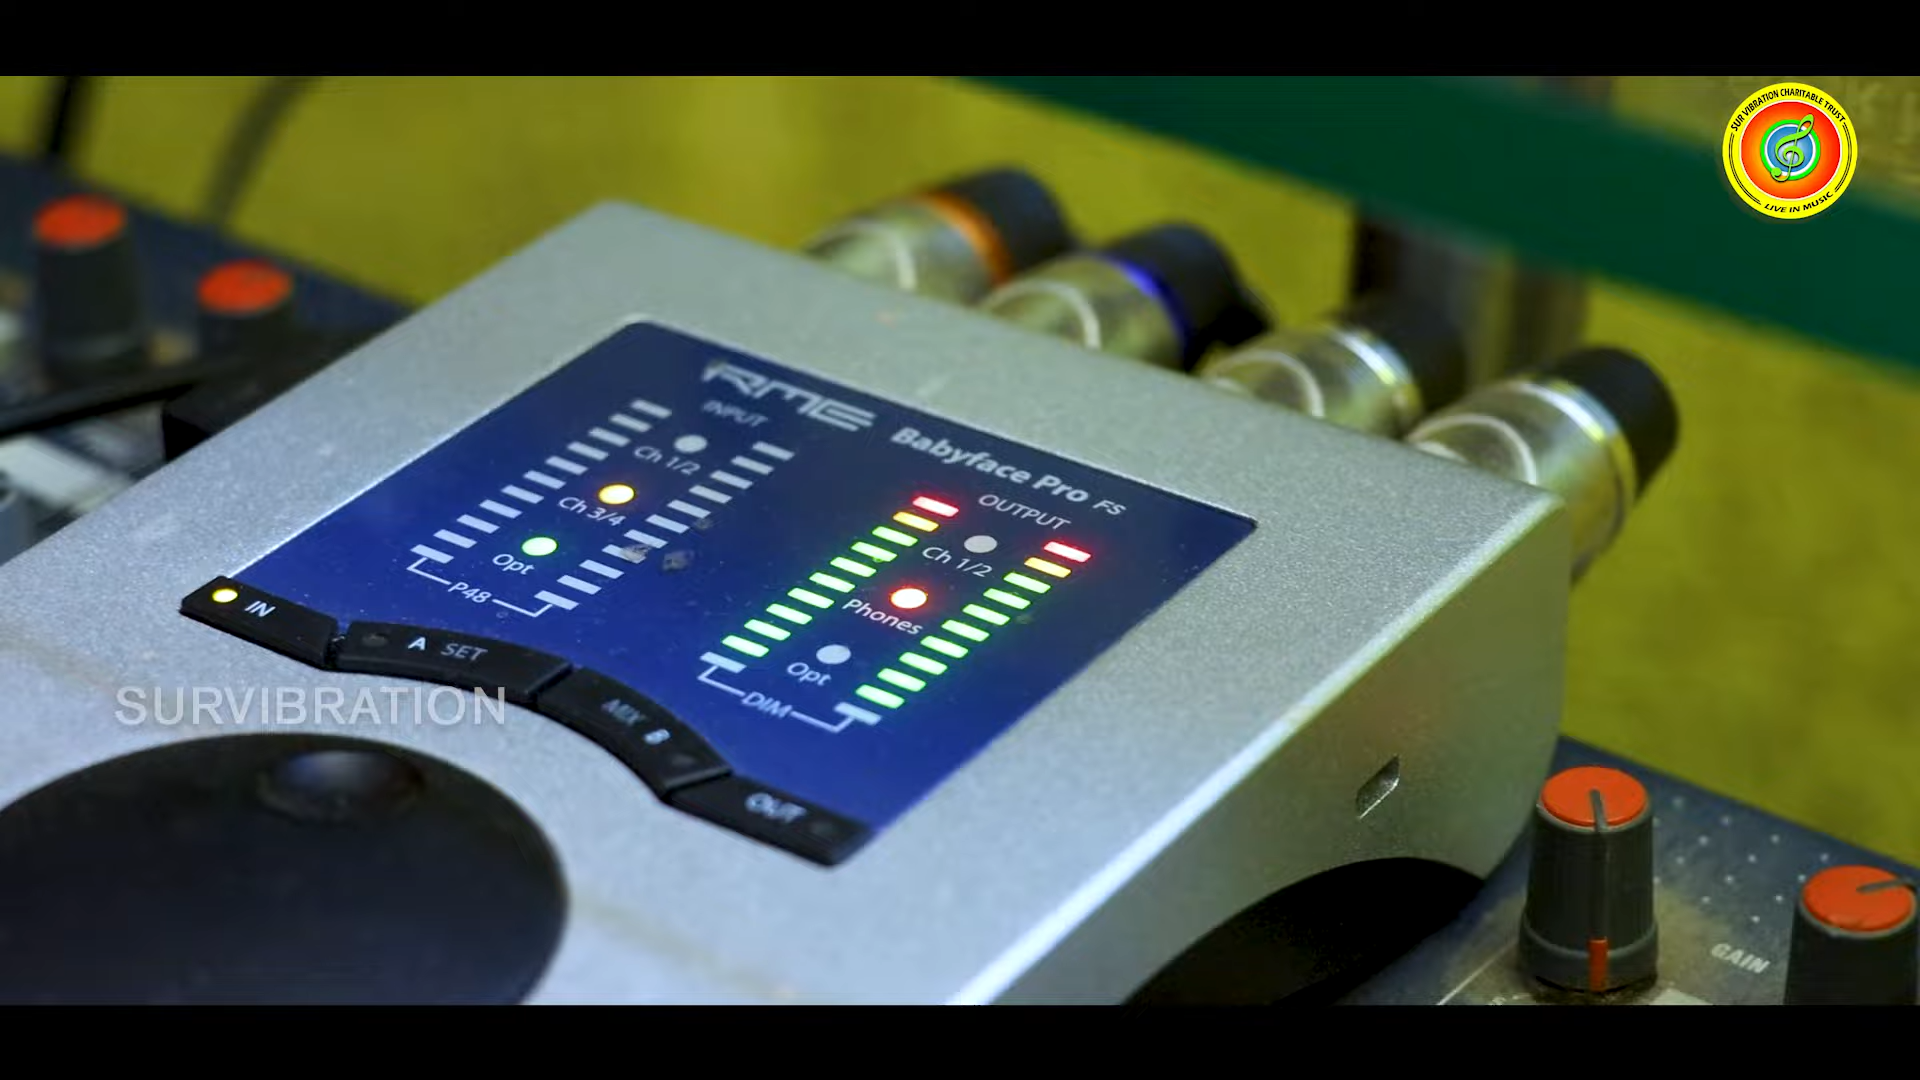 SUR VIBRATION CHARITABLE TRUST
LIVE IN MUSIC
RME
INPUT
Babyface Pro FS
Ch 1/2
OUTPUT
Ch 3/4
Ch 1/2
Opt
Phones
P48
Opt
DIM
IN
A SET
MIX B
OUT
SURVIBRATION
GAIN